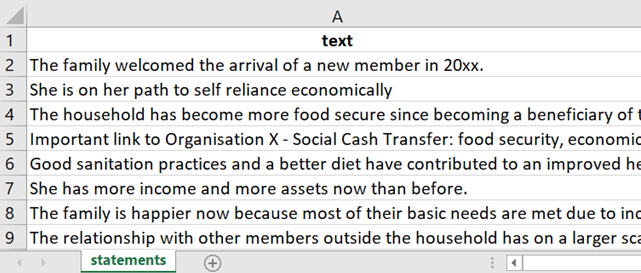 A
1 text
2 The family welcomed the arrival of a new member in 20xx.
3 She is on her path to self reliance economically
4 The household has become more food secure since becoming a beneficiary of
5 Important link to Organisation X - Social Cash Transfer: food security, economic
6 Good sanitation practices and a better diet have contributed to an improved
7 She has more income and more assets now than before.
8 The family is happier now because most of their basic needs are met due to
9 The relationship with other members outside the household has on a larger
statements